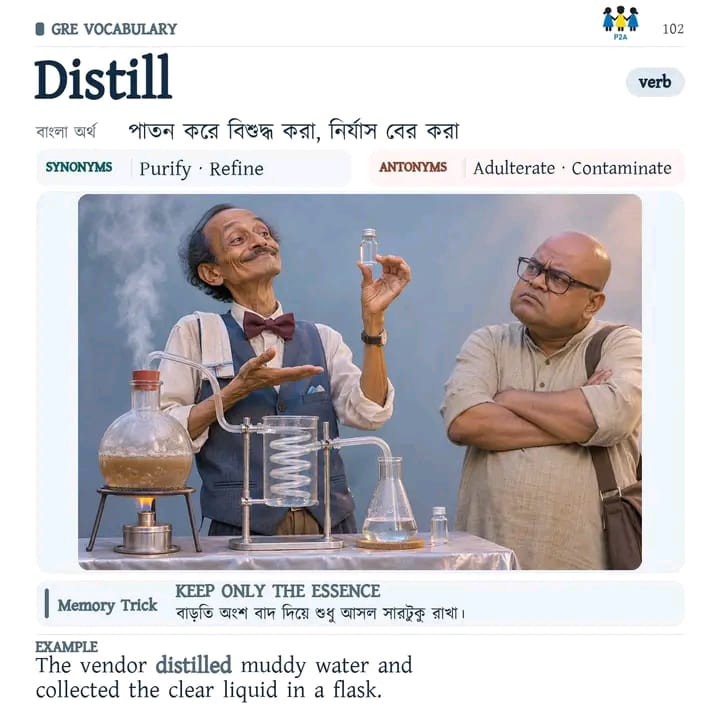 GRE VOCABULARY
P2A
102
Distill
verb
বাংলা অর্থ পাতন করে বিশুদ্ধ করা, নির্যাস বের করা
SYNONYMS Purify · Refine
ANTONYMS Adulterate · Contaminate
Memory Trick
KEEP ONLY THE ESSENCE
বাড়তি অংশ বাদ দিয়ে শুধু আসল সারটুকু রাখা।
EXAMPLE
The vendor distilled muddy water and
collected the clear liquid in a flask.